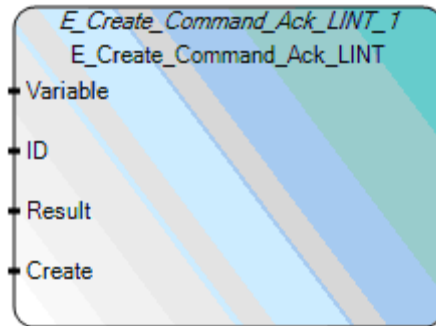 E_Create_Command_Ack_LINT_1
E_Create_Command_Ack_LINT
Variable
ID
Result
Create